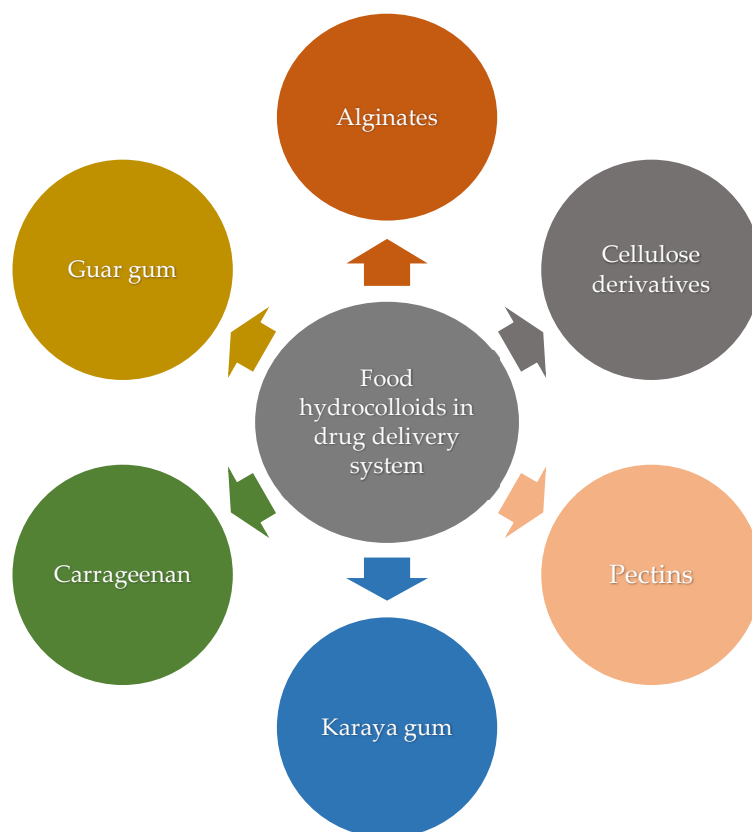 Alginates
Guar gum
Cellulose
derivatives
Food
hydrocolloids in
drug delivery
system
Carrageenan
Pectins
Karaya gum